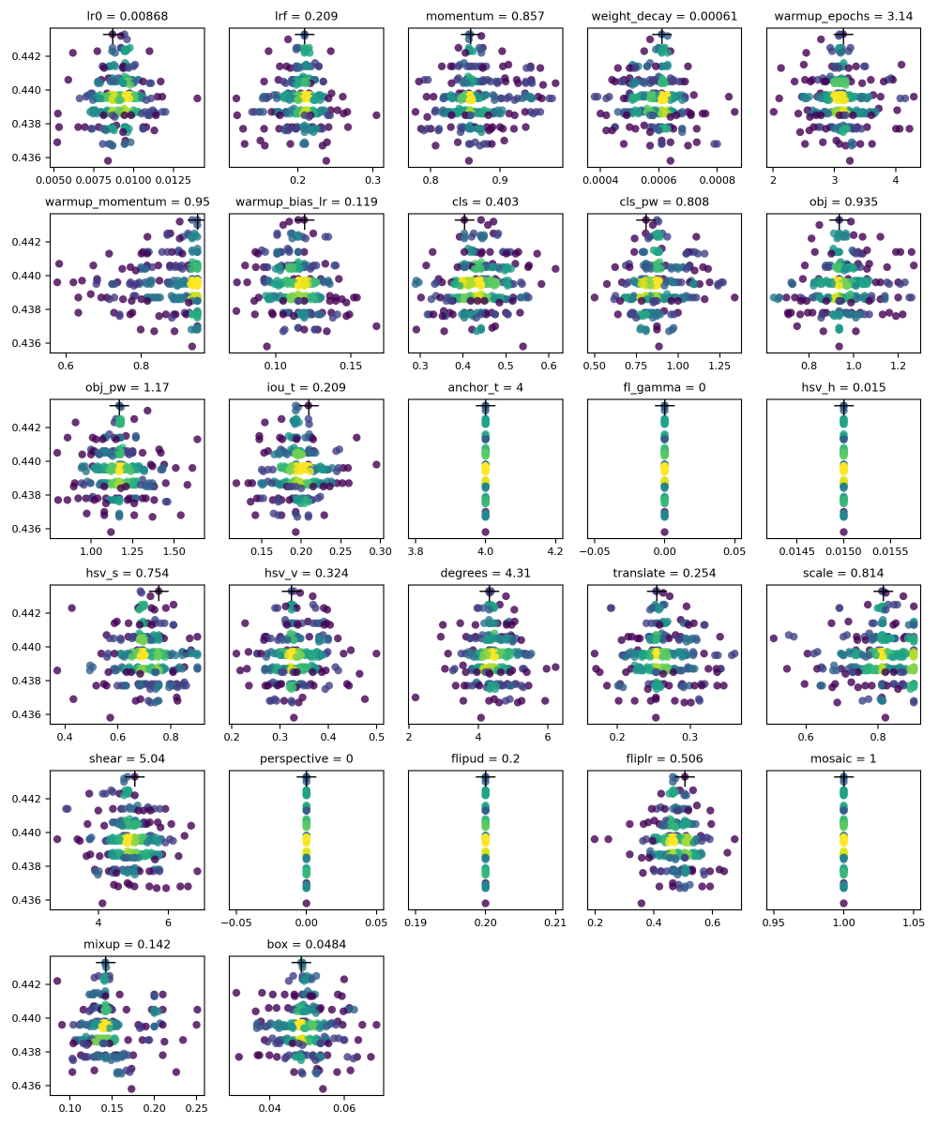 lr0 = 0.00868 lrf = 0.209 momentum = 0.857 weight_decay = 0.00061 warmup_epochs = 3.14
0.442
0.440
0.438
0.436
0.0050 0.0075 0.0100 0.0125 0.2 0.3 0.8 0.9 0.0004 0.0006 0.0008 2 3 4
warmup_momentum = 0.95 warmup_bias_lr = 0.119 cls = 0.403 cls_pw = 0.808 obj = 0.935
0.442
0.440
0.438
0.436
0.6 0.8 0.10 0.15 0.3 0.4 0.5 0.6 0.50 0.75 1.00 1.25 0.8 1.0 1.2
obj_pw = 1.17 iou_t = 0.209 anchor_t = 4 fl_gamma = 0 hsv_h = 0.015
0.442
0.440
0.438
0.436
1.00 1.25 1.50 0.15 0.20 0.25 0.30 3.8 4.0 4.2 −0.05 0.00 0.05 0.0145 0.0150 0.0155
hsv_s = 0.754 hsv_v = 0.324 degrees = 4.31 translate = 0.254 scale = 0.814
0.442
0.440
0.438
0.436
0.4 0.6 0.8 0.2 0.3 0.4 0.5 2 4 6 0.2 0.3 0.6 0.8
shear = 5.04 perspective = 0 flipud = 0.2 fliplr = 0.506 mosaic = 1
0.442
0.440
0.438
0.436
4 6 −0.05 0.00 0.05 0.19 0.20 0.21 0.2 0.4 0.6 0.95 1.00 1.05
mixup = 0.142 box = 0.0484
0.442
0.440
0.438
0.436
0.10 0.15 0.20 0.25 0.04 0.06